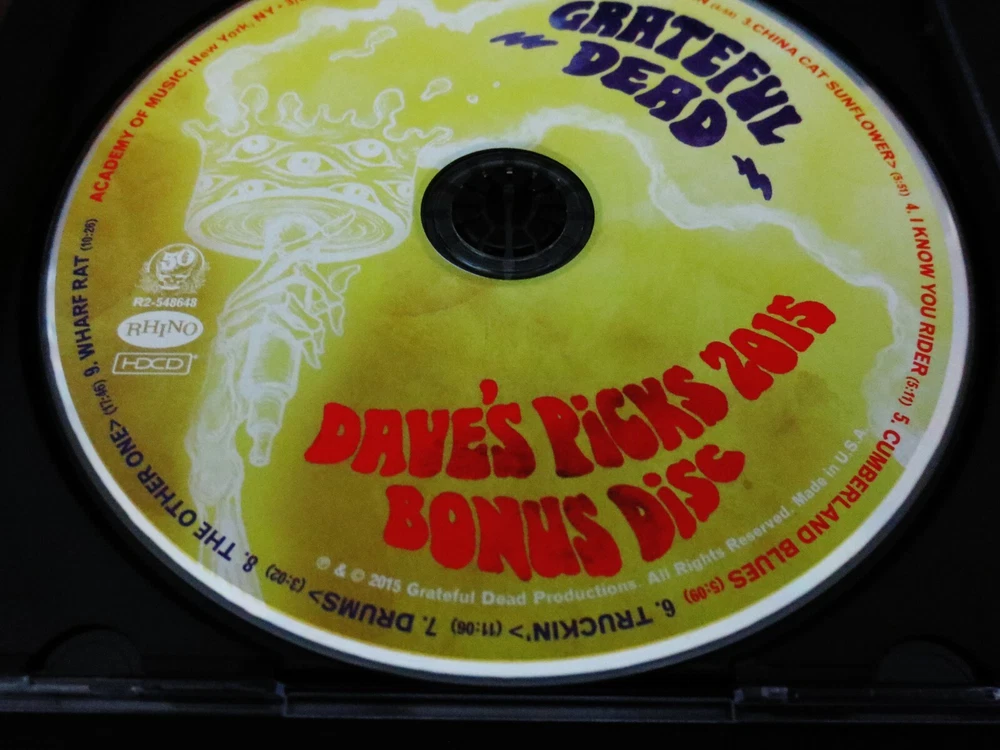 GRATEFUL
DEAD
ACADEMY OF MUSIC, New York, NY •
3.CHINA CAT SUNFLOWER> (5:51) 4. I KNOW YOU RIDER (5:11) 5. CUMBERLAND BLUES (5:09)
6. TRUCKIN'> (11:06) 7. DRUMS> (3:02) 8. THE OTHER ONE> (17:46) 9. WHARF RAT (10:26)
50
R2-548648
RHINO
HDCD
DAVE'S PICKS 2015
BONUS DISC
℗ & © 2015 Grateful Dead Productions. All Rights Reserved. Made in U.S.A.